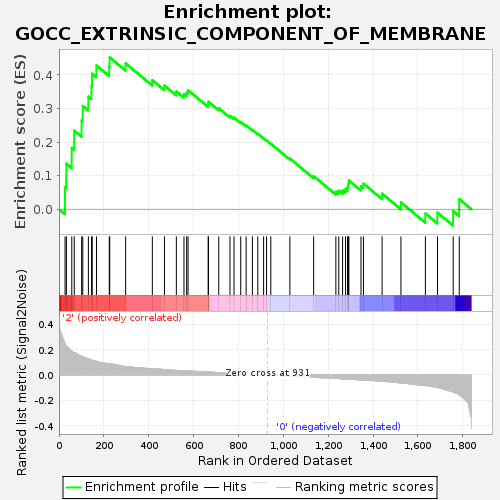 Enrichment plot:
GOCC_EXTRINSIC_COMPONENT_OF_MEMBRANE
Enrichment score (ES)
0.4
0.3
0.2
0.1
0.0
Ranked list metric (Signal2Noise)
'2' (positively correlated)
0.4
0.2
0.0
-0.2
-0.4
Zero cross at 931
'0' (negatively correlated)
0 200 400 600 800 1,000 1,200 1,400 1,600 1,800
Rank in Ordered Dataset
Enrichment profile Hits Ranking metric scores